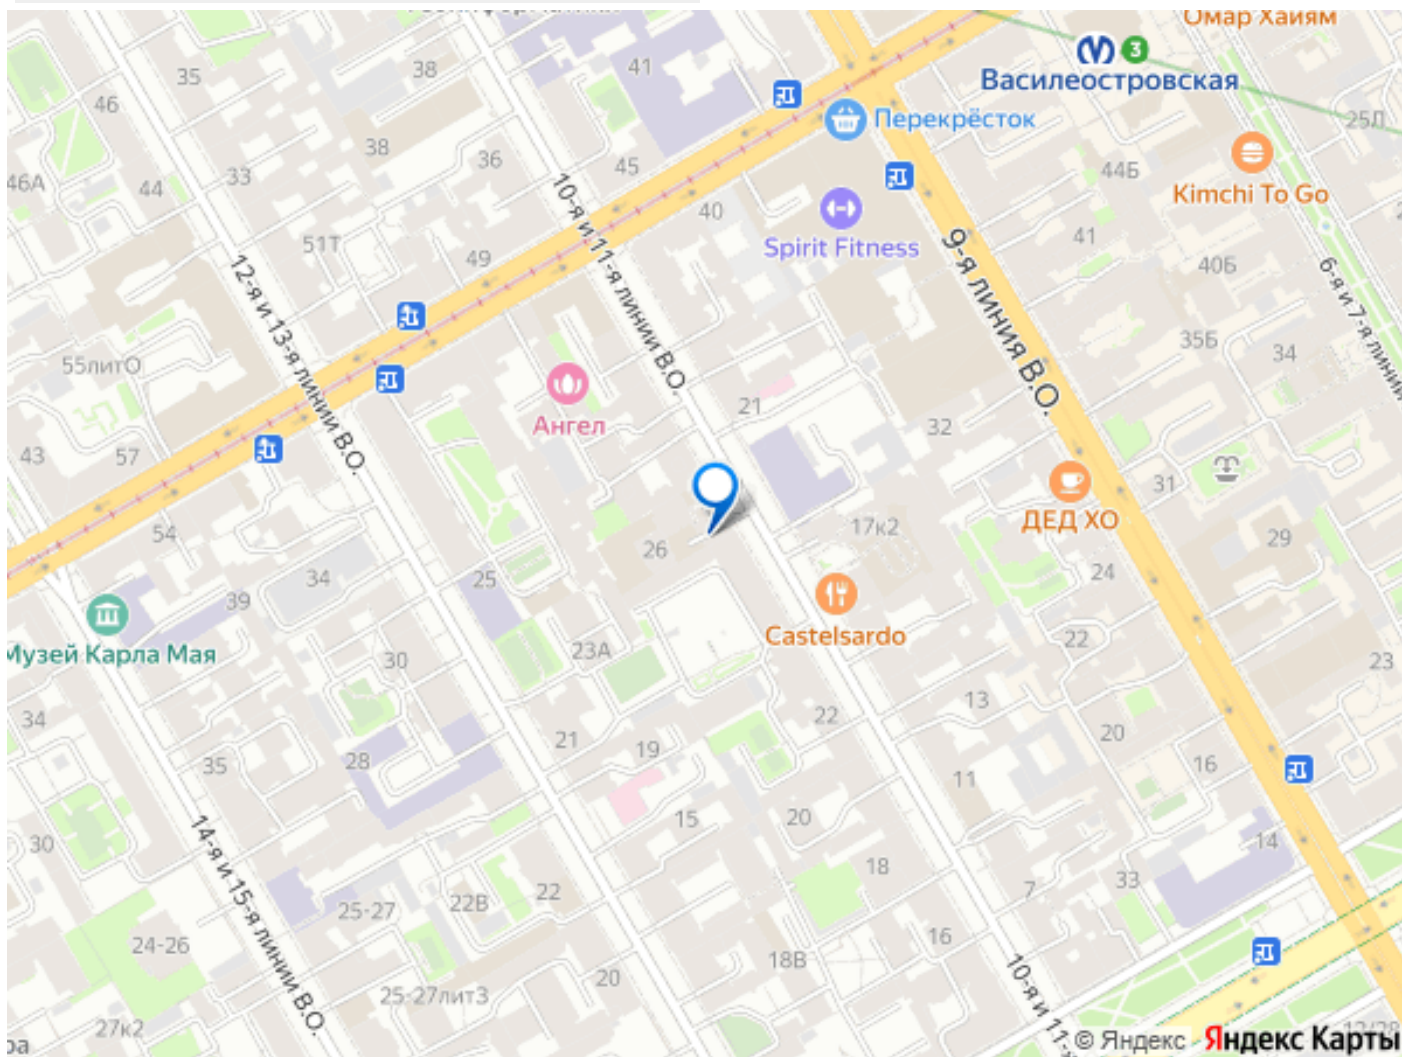 Омар Хайям
3
Василеостровская
Перекрёсток
Kimchi To Go
Spirit Fitness
10-я и 11-я линии В.О.
9-я линия В.О.
12-я и 13-я линии В.О.
6-я и 7-я линии
Ангел
ДЕД ХО
Castelsardo
Музей Карла Мая
14-я и 15-я линии В.О.
10-я и 11-я
35
38
41
46
25Л
38
36
45
44Б
46А
44
33
40
51Т
49
41
40Б
55литО
35Б
34
21
32
43
57
31
54
26
17к2
29
34
25
24
39
23А
22
30
23
34
13
22
21
19
20
35
28
16
11
15
20
30
14
18
7
33
25-27
22В
22
24-26
16
18В
25-27литЗ
20
27к2
© Яндекс
Яндекс Карты